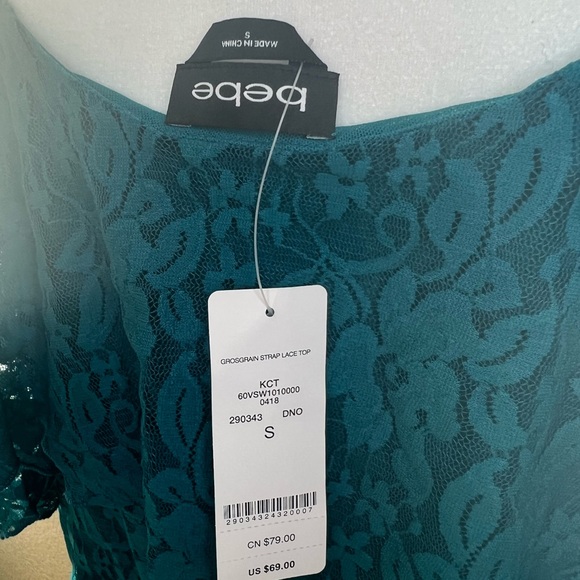 S
MADE IN CHINA
bebe
GROSGRAIN STRAP LACE TOP
KCT
60VSW1010000
0418
290343 DNO
S
29034324320007
CN $79.00
US $69.00